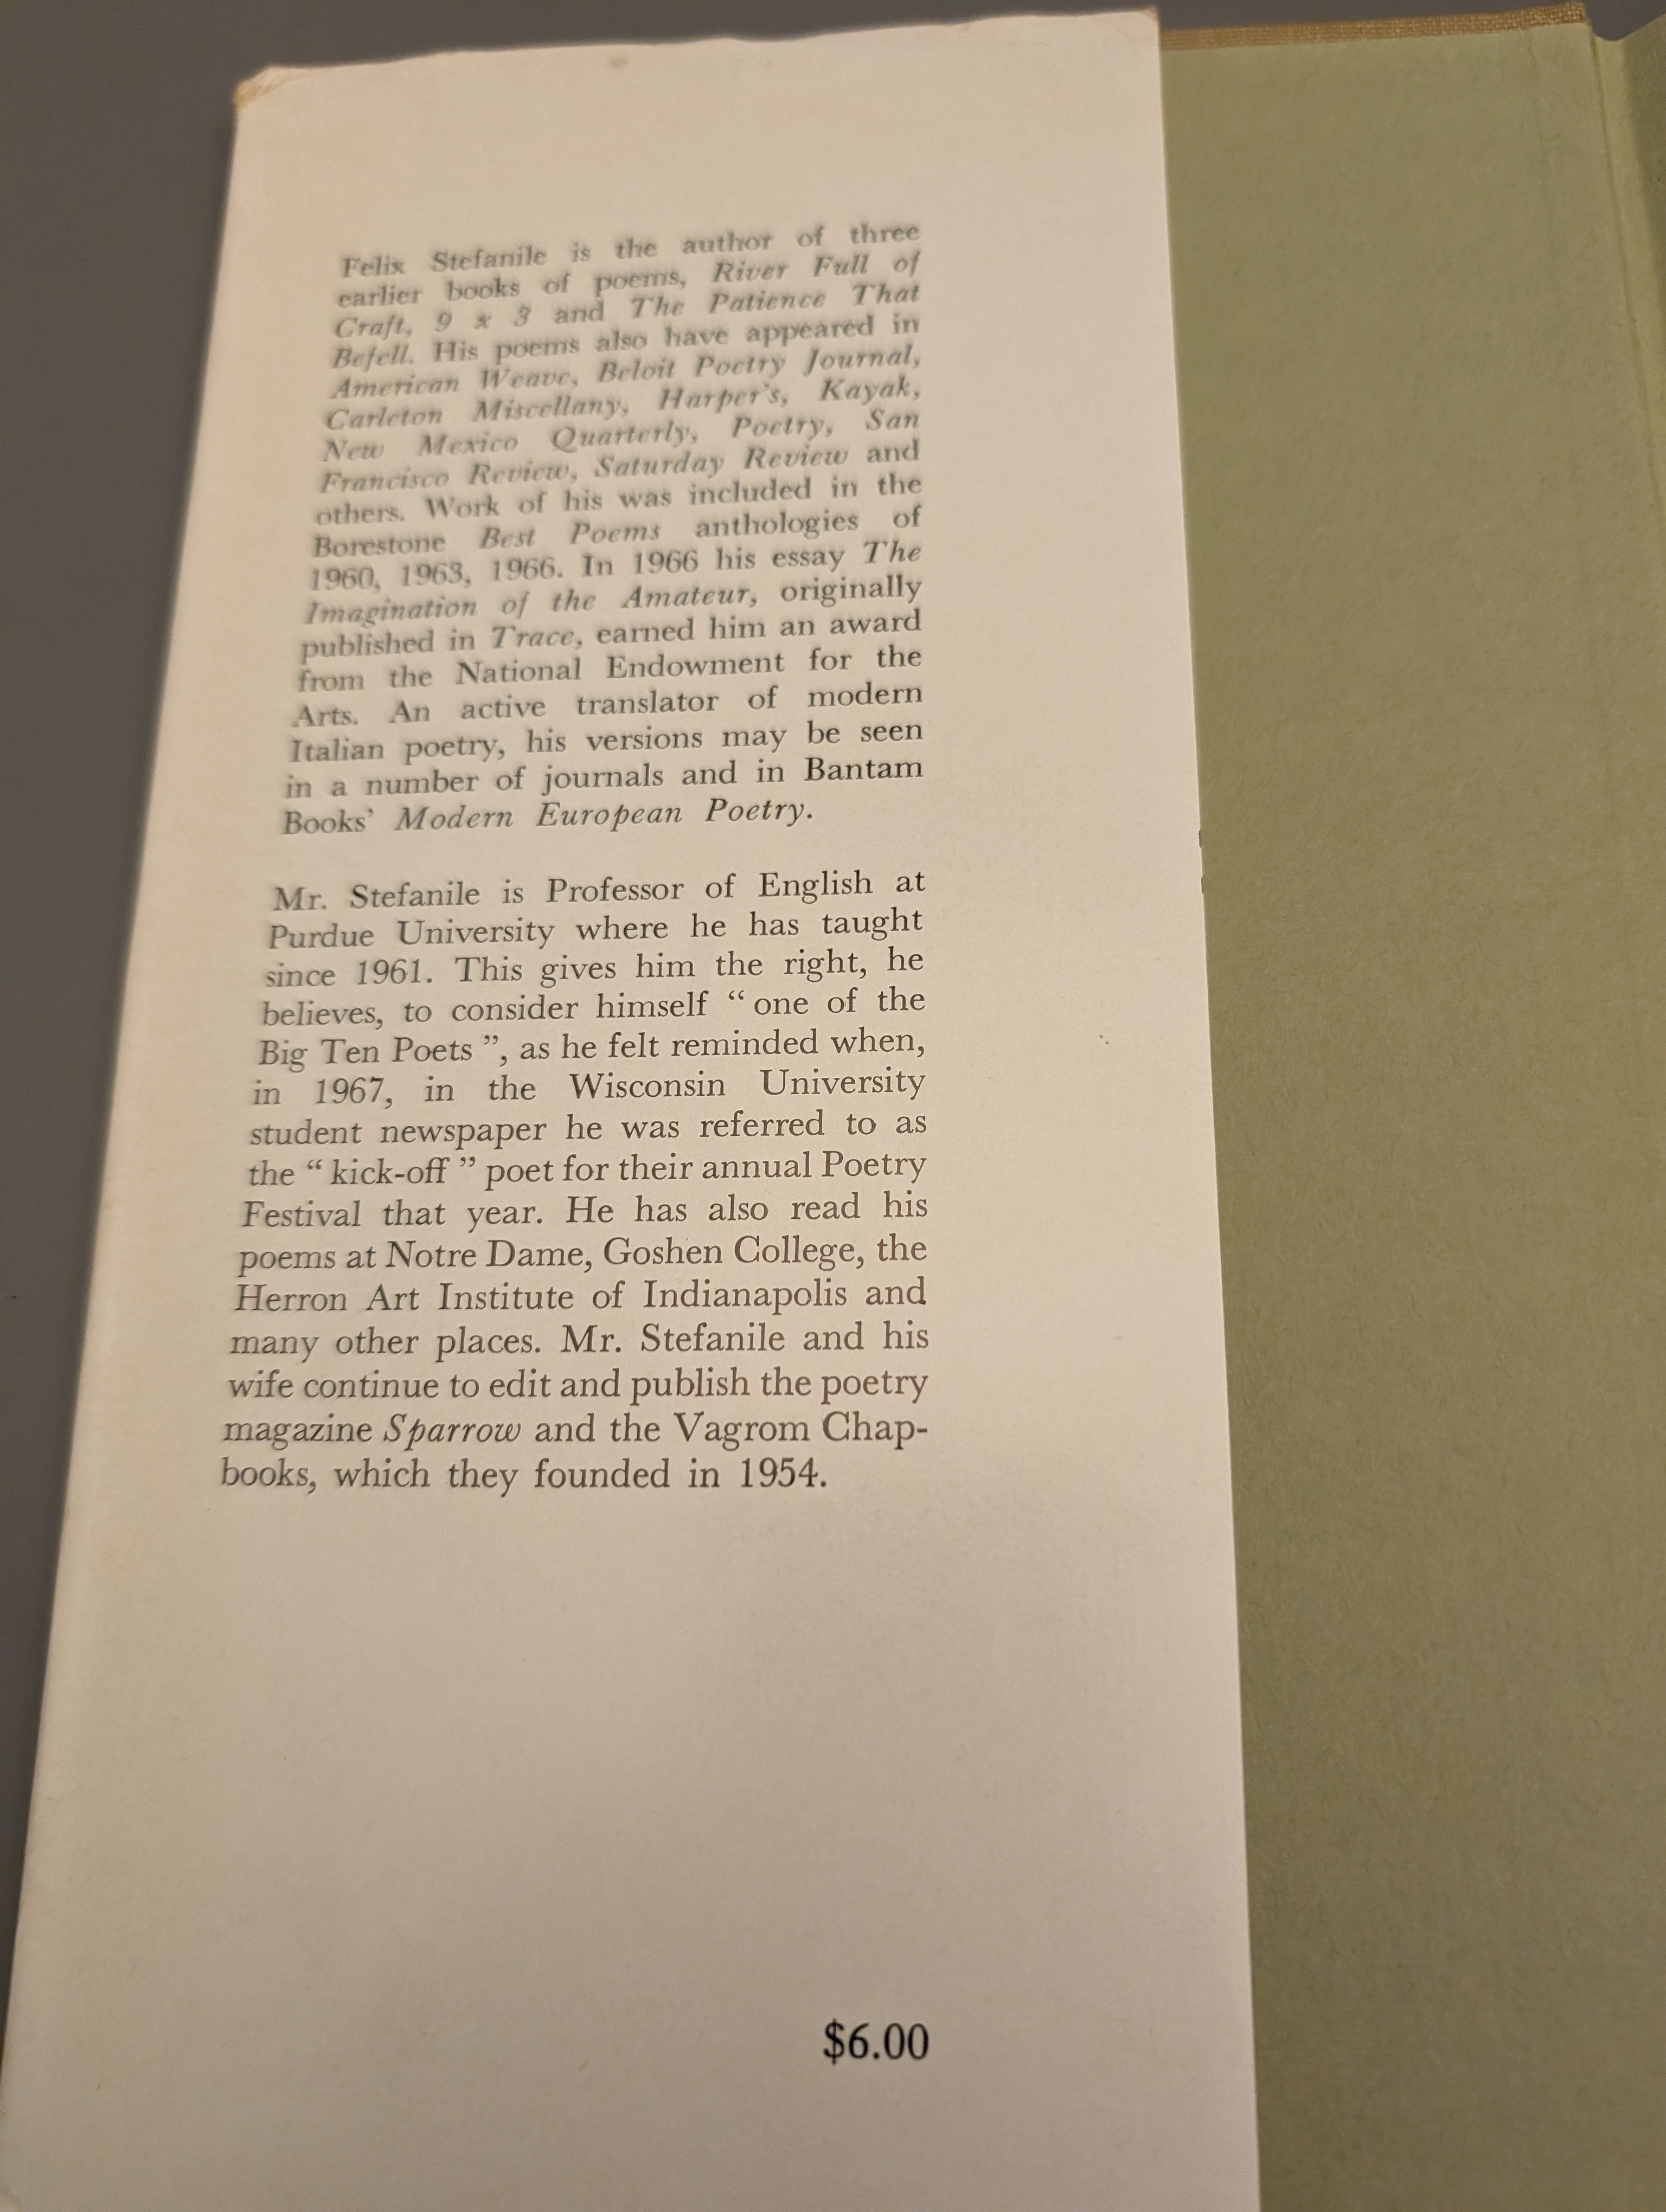 Felix Stefanile is the author of three
earlier books of poems, River Full of
Craft, 9 x 3 and The Patience That
Befell. His poems also have appeared in
American Weave, Beloit Poetry Journal,
Carleton Miscellany, Harper's, Kayak,
New Mexico Quarterly, Poetry, San
Francisco Review, Saturday Review and
others. Work of his was included in the
Borestone Best Poems anthologies of
1960, 1963, 1966. In 1966 his essay The
Imagination of the Amateur, originally
published in Trace, earned him an award
from the National Endowment for the
Arts. An active translator of modern
Italian poetry, his versions may be seen
in a number of journals and in Bantam
Books' Modern European Poetry.
Mr. Stefanile is Professor of English at
Purdue University where he has taught
since 1961. This gives him the right, he
believes, to consider himself “ one of the
Big Ten Poets ”, as he felt reminded when,
in 1967, in the Wisconsin University
student newspaper he was referred to as
the “ kick-off ” poet for their annual Poetry
Festival that year. He has also read his
poems at Notre Dame, Goshen College, the
Herron Art Institute of Indianapolis and
many other places. Mr. Stefanile and his
wife continue to edit and publish the poetry
magazine Sparrow and the Vagrom Chap-
books, which they founded in 1954.
$6.00